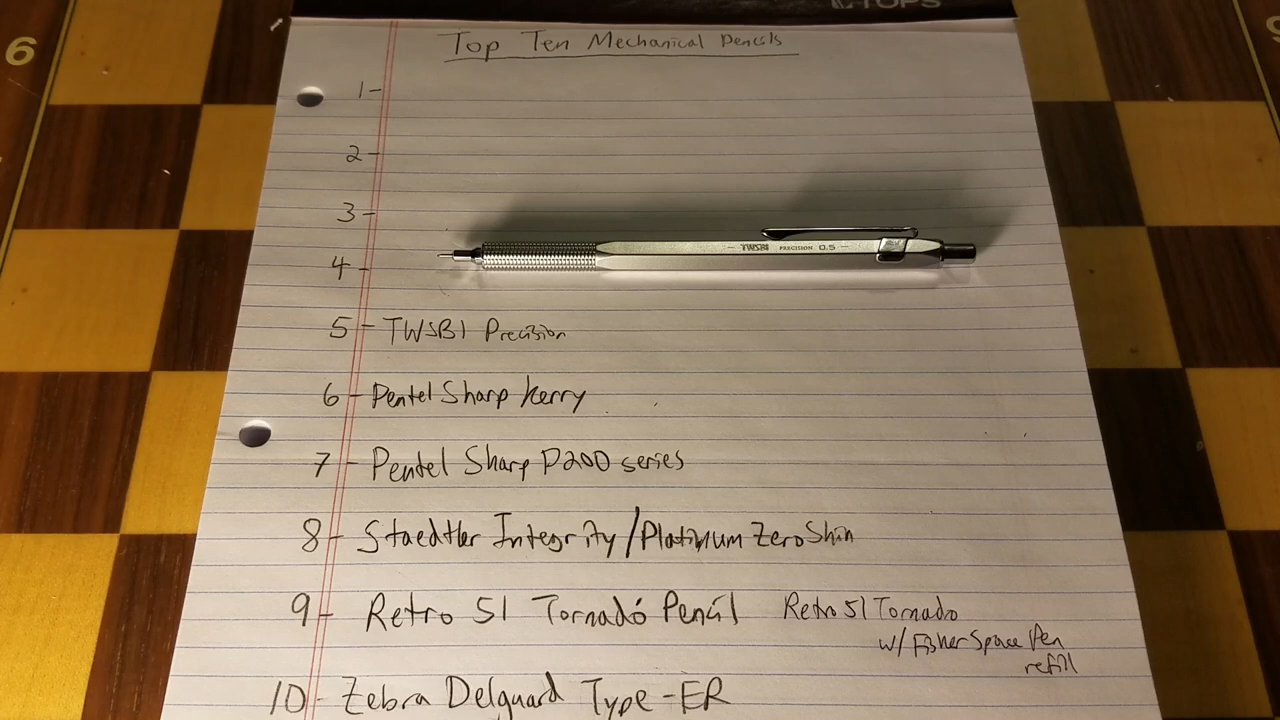 TOPS
6
Top Ten Mechanical Pencils
1-
2-
3-
— TWSBI PRECISION 0.5 —
4-
5- TWSBI Precision
6- Pentel Sharp Kerry
7- Pentel Sharp P200 series
8- Staedtler Integrity/Platinum Zero Shin
9- Retro 51 Tornado Pencil
Retro 51 Tornado
w/ Fisher Space Pen
refill
10- Zebra Delguard Type-ER